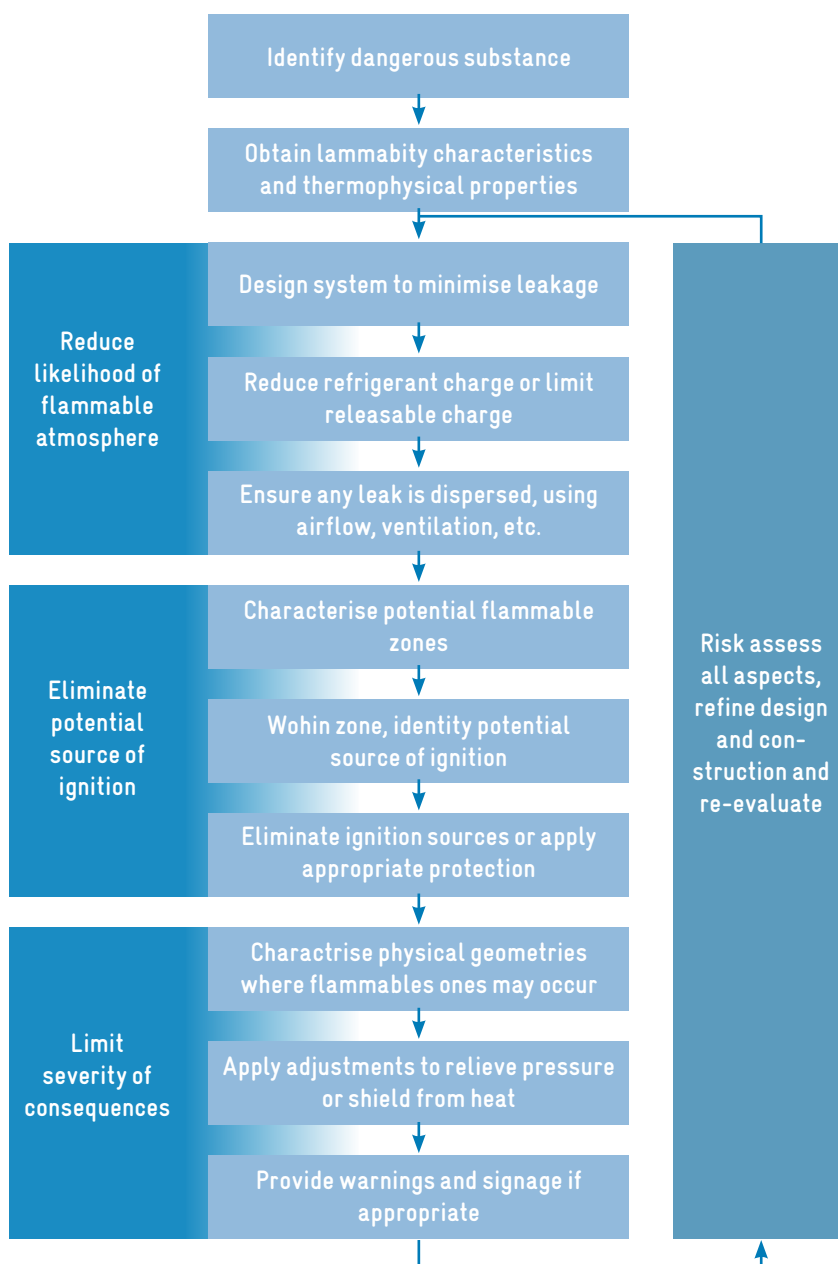 Identify dangerous substance
Obtain lammabity characteristics
and thermophysical properties
Reduce
likelihood of
flammable
atmosphere
Design system to minimise leakage
Reduce refrigerant charge or limit
releasable charge
Ensure any leak is dispersed, using
airflow, ventilation, etc.
Eliminate
potential
source of
ignition
Characterise potential flammable
zones
Wohin zone, identity potential
source of ignition
Eliminate ignition sources or apply
appropriate protection
Limit
severity of
consequences
Charactrise physical geometries
where flammables ones may occur
Apply adjustments to relieve pressure
or shield from heat
Provide warnings and signage if
appropriate
Risk assess
all aspects,
refine design
and con-
struction and
re-evaluate